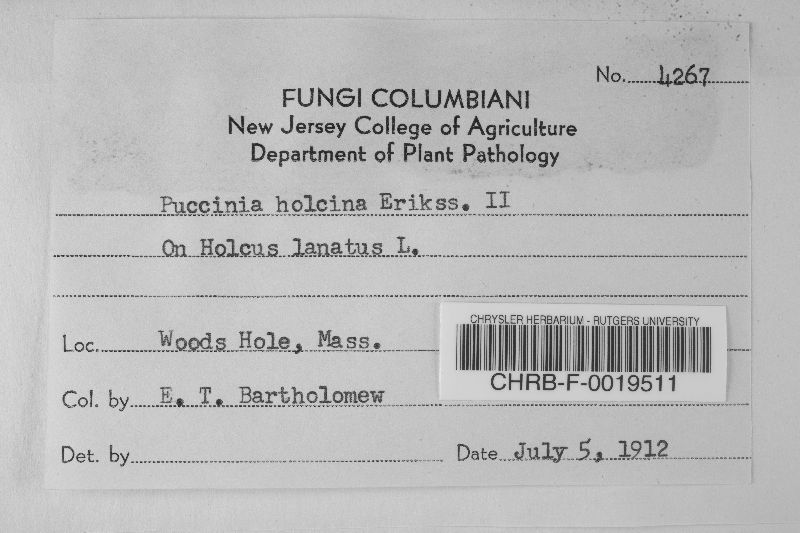 No. 4267
FUNGI COLUMBIANI
New Jersey College of Agriculture
Department of Plant Pathology
Puccinia holcina Erikss. II
On Holcus lanatus L.
Loc. Woods Hole, Mass.
CHRYSLER HERBARIUM - RUTGERS UNIVERSITY
CHRB-F-0019511
Col. by E. T. Bartholomew
Det. by
Date July 5, 1912